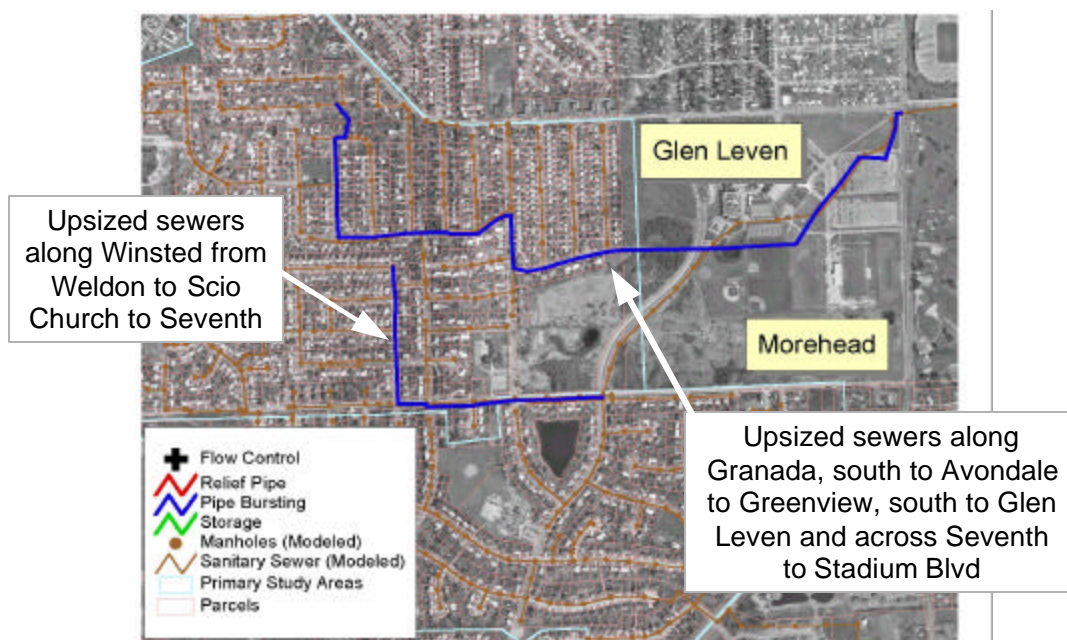 Glen Leven
Upsized sewers
along Winsted from
Weldon to Scio
Church to Seventh
Morehead
Upsized sewers along
Granada, south to Avondale
to Greenview, south to Glen
Leven and across Seventh
to Stadium Blvd
Flow Control
Relief Pipe
Pipe Bursting
Storage
Manholes (Modeled)
Sanitary Sewer (Modeled)
Primary Study Areas
Parcels